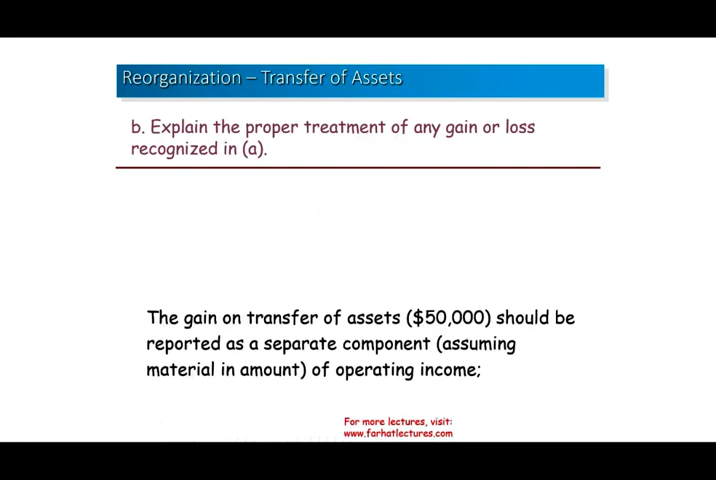 Reorganization – Transfer of Assets
b. Explain the proper treatment of any gain or loss
recognized in (a).
The gain on transfer of assets ($50,000) should be
reported as a separate component (assuming
material in amount) of operating income;
For more lectures, visit:
www.farhatlectures.com